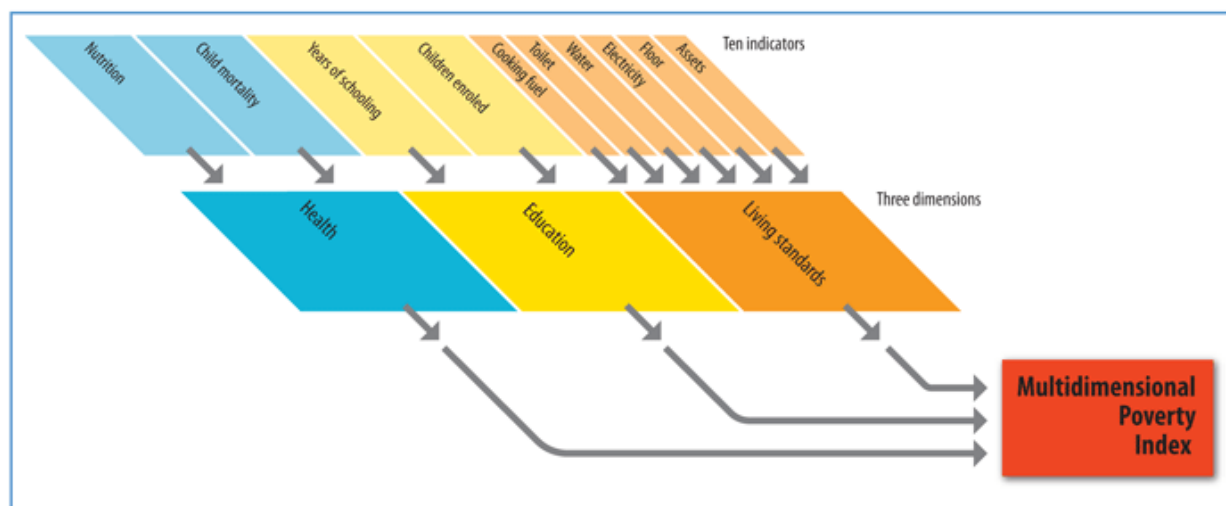 Nutrition
Child mortality
Years of schooling
Children enroled
Cooking fuel
Toilet
Water
Electricity
Floor
Assets
Ten indicators
Health
Education
Living standards
Three dimensions
Multidimensional
Poverty
Index